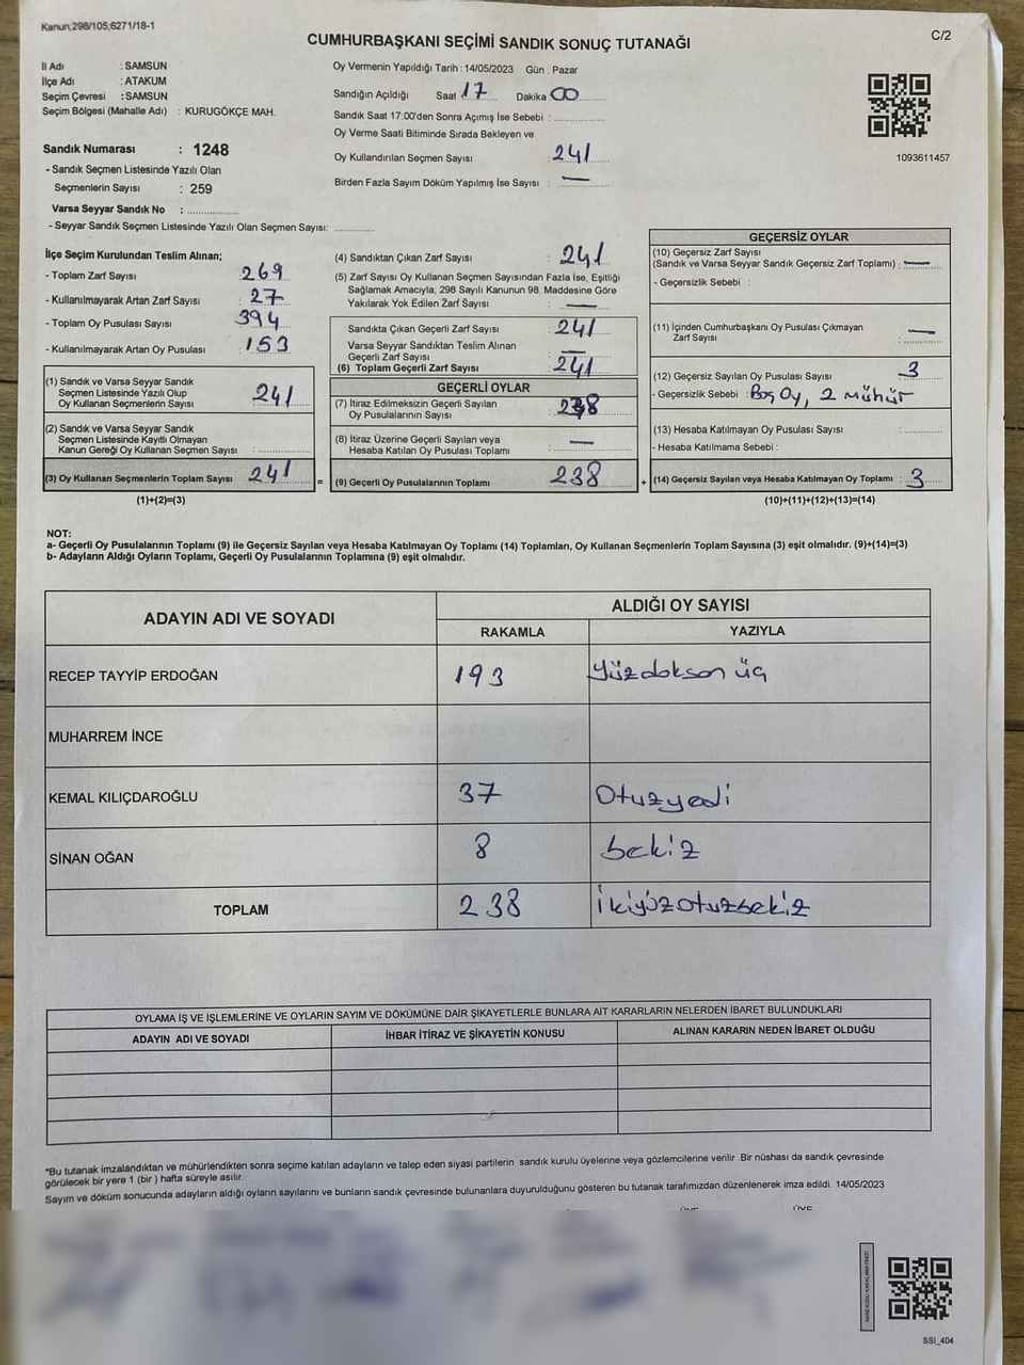 Kanun;298/105;6271/18-1
C/2
CUMHURBAŞKANI SEÇİMİ SANDIK SONUÇ TUTANAĞI
İl Adı : SAMSUN
İlçe Adı : ATAKUM
Seçim Çevresi : SAMSUN
Seçim Bölgesi (Mahalle Adı) : KURUGÖKÇE MAH.
Sandık Numarası : 1248
- Sandık Seçmen Listesinde Yazılı Olan
Seçmenlerin Sayısı : 259
Varsa Seyyar Sandık No :
- Seyyar Sandık Seçmen Listesinde Yazılı Olan Seçmen Sayısı:
Oy Vermenin Yapıldığı Tarih : 14/05/2023 Gün : Pazar
Sandığın Açıldığı Saat 17 Dakika 00
Sandık Saat 17:00'den Sonra Açımış İse Sebebi :
Oy Verme Saati Bitiminde Sırada Bekleyen ve
Oy Kullandırılan Seçmen Sayısı : 241
Birden Fazla Sayım Döküm Yapılmış İse Sayısı : —
1093611457
İlçe Seçim Kurulundan Teslim Alınan;
- Toplam Zarf Sayısı : 269
- Kullanılmayarak Artan Zarf Sayısı : 27
- Toplam Oy Pusulası Sayısı : 394
- Kullanılmayarak Artan Oy Pusulası : 153
(1) Sandık ve Varsa Seyyar Sandık
Seçmen Listesinde Yazılı Olup
Oy Kullanan Seçmenlerin Sayısı : 241
(2) Sandık ve Varsa Seyyar Sandık
Seçmen Listesinde Kayıtlı Olmayan
Kanun Gereği Oy Kullanan Seçmen Sayısı :
(3) Oy Kullanan Seçmenlerin Toplam Sayısı : 241
(1)+(2)=(3)
(4) Sandıktan Çıkan Zarf Sayısı : 241
(5) Zarf Sayısı Oy Kullanan Seçmen Sayısından Fazla İse, Eşitliği
Sağlamak Amacıyla, 298 Sayılı Kanunun 98. Maddesine Göre
Yakılarak Yok Edilen Zarf Sayısı : —
Sandıkta Çıkan Geçerli Zarf Sayısı : 241
Varsa Seyyar Sandıktan Teslim Alınan
Geçerli Zarf Sayısı : —
(6) Toplam Geçerli Zarf Sayısı : 241
GEÇERLİ OYLAR
(7) İtiraz Edilmeksizin Geçerli Sayılan
Oy Pusulalarının Sayısı : 238
(8) İtiraz Üzerine Geçerli Sayılan veya
Hesaba Katılan Oy Pusulası Toplamı : —
= (9) Geçerli Oy Pusulalarının Toplamı : 238
GEÇERSİZ OYLAR
(10) Geçersiz Zarf Sayısı
(Sandık ve Varsa Seyyar Sandık Geçersiz Zarf Toplamı) : —
- Geçersizlik Sebebi :
(11) İçinden Cumhurbaşkanı Oy Pusulası Çıkmayan
Zarf Sayısı : —
(12) Geçersiz Sayılan Oy Pusulası Sayısı : 3
- Geçersizlik Sebebi : Boş Oy, 2 Mühür
(13) Hesaba Katılmayan Oy Pusulası Sayısı :
- Hesaba Katılmama Sebebi :
+ (14) Geçersiz Sayılan veya Hesaba Katılmayan Oy Toplamı : 3
(10)+(11)+(12)+(13)=(14)
NOT:
a- Geçerli Oy Pusulalarının Toplamı (9) ile Geçersiz Sayılan veya Hesaba Katılmayan Oy Toplamı (14) Toplamları, Oy Kullanan Seçmenlerin Toplam Sayısına (3) eşit olmalıdır. (9)+(14)=(3)
b- Adayların Aldığı Oyların Toplamı, Geçerli Oy Pusulalarının Toplamına (9) eşit olmalıdır.
ADAYIN ADI VE SOYADI ALDIĞI OY SAYISI
RAKAMLA YAZIYLA
RECEP TAYYİP ERDOĞAN 193 Yüzdoksan üç
MUHARREM İNCE
KEMAL KILIÇDAROĞLU 37 Otuzyedi
SİNAN OĞAN 8 Sekiz
TOPLAM 238 İkiyüzotuzsekiz
OYLAMA İŞ VE İŞLEMLERİNE VE OYLARIN SAYIM VE DÖKÜMÜNE DAİR ŞİKAYETLERLE BUNLARA AİT KARARLARIN NELERDEN İBARET BULUNDUKLARI
ADAYIN ADI VE SOYADI İHBAR İTİRAZ VE ŞİKAYETİN KONUSU ALINAN KARARIN NEDEN İBARET OLDUĞU
*Bu tutanak imzalandıktan ve mühürlendikten sonra seçime katılan adayların ve talep eden siyasi partilerin sandık kurulu üyelerine veya gözlemcilerine verilir. Bir nüshası da sandık çevresinde
görülecek bir yere 1 (bir) hafta süreyle asılır.
Sayım ve döküm sonucunda adayların aldığı oyların sayılarını ve bunların sandık çevresinde bulunanlara duyurulduğunu gösteren bu tutanak tarafımızdan düzenlenerek imza edildi. 14/05/2023
SSI_404